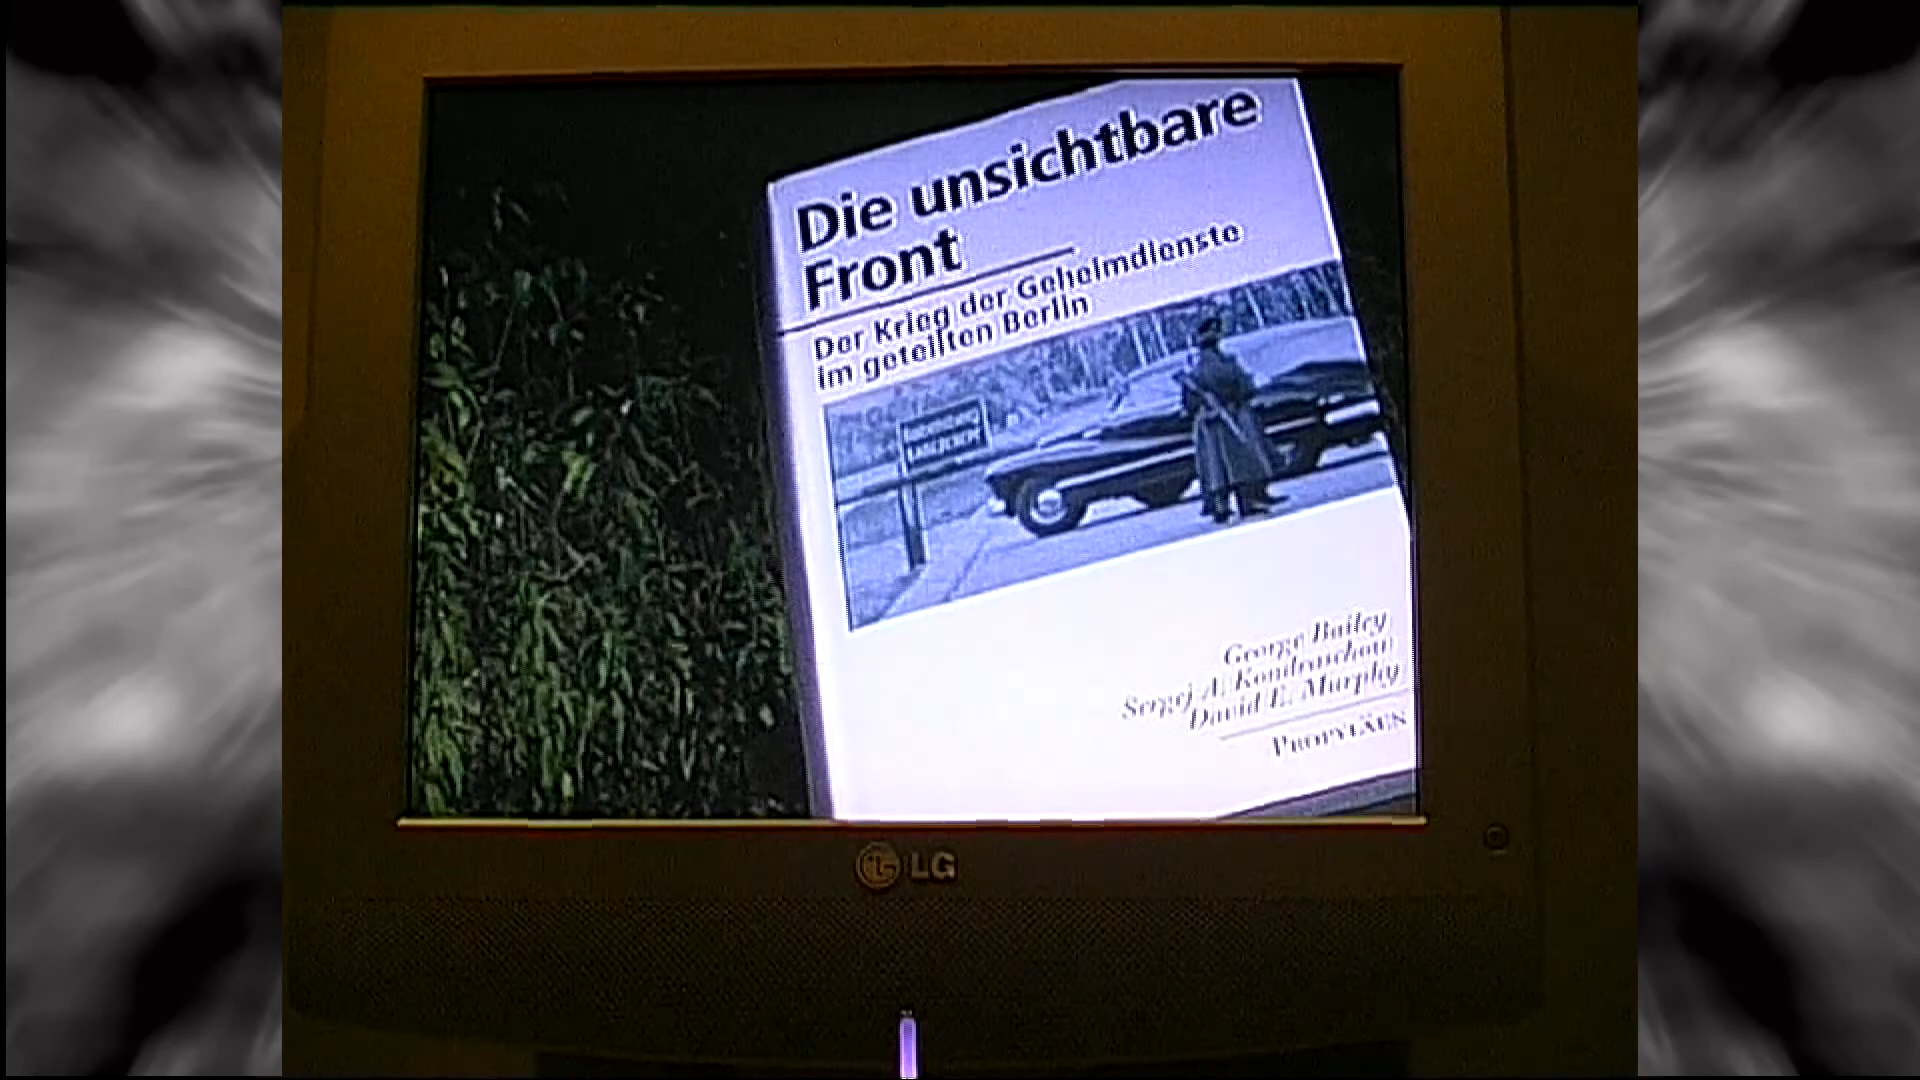 Die unsichtbare
Front
Der Krieg der Geheimdienste
im geteilten Berlin
George Bailey
Sergej A. Kondraschow
David E. Murphy
PROPYLÄEN
LG